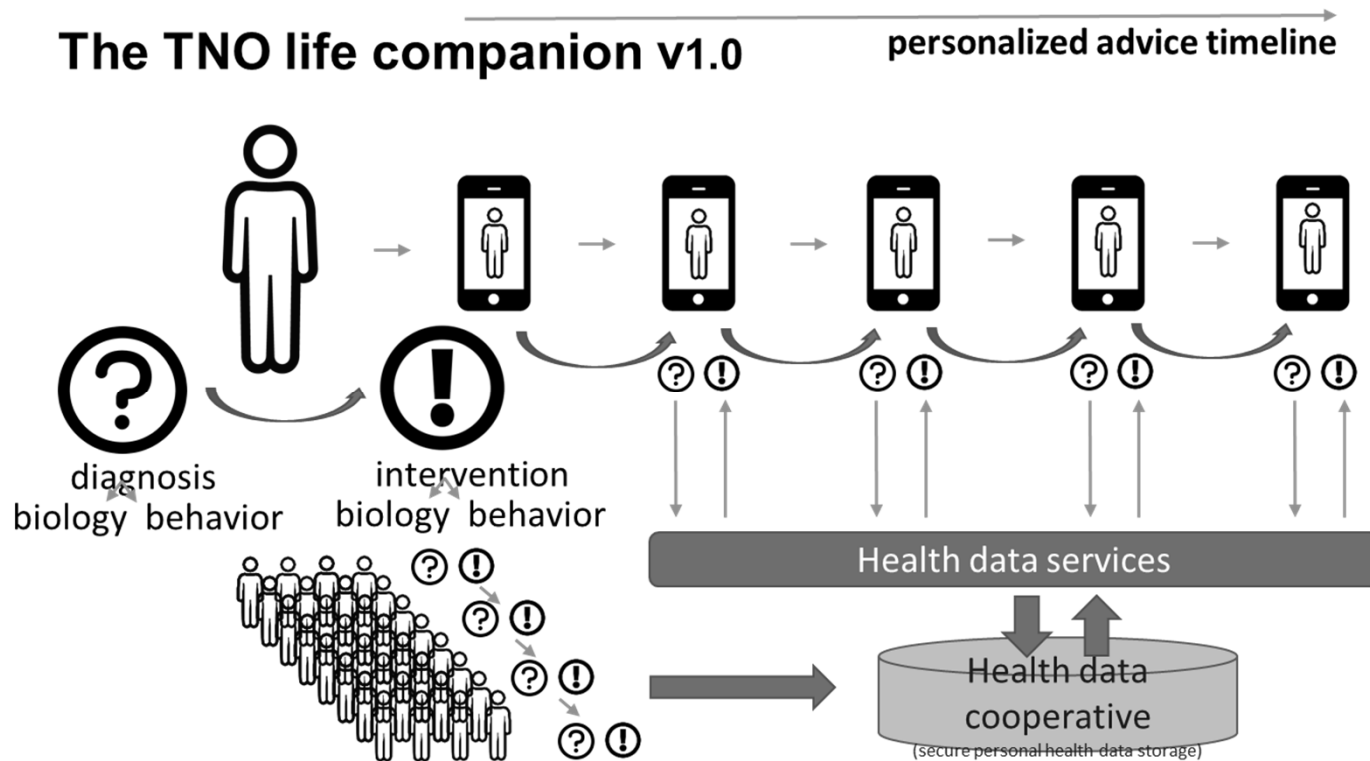 The TNO life companion v1.0
personalized advice timeline
? !
? ! ? ! ? ! ? !
diagnosis
biology behavior
intervention
biology behavior
? !
? !
? !
? !
Health data services
Health data
cooperative
(secure personal health data storage)